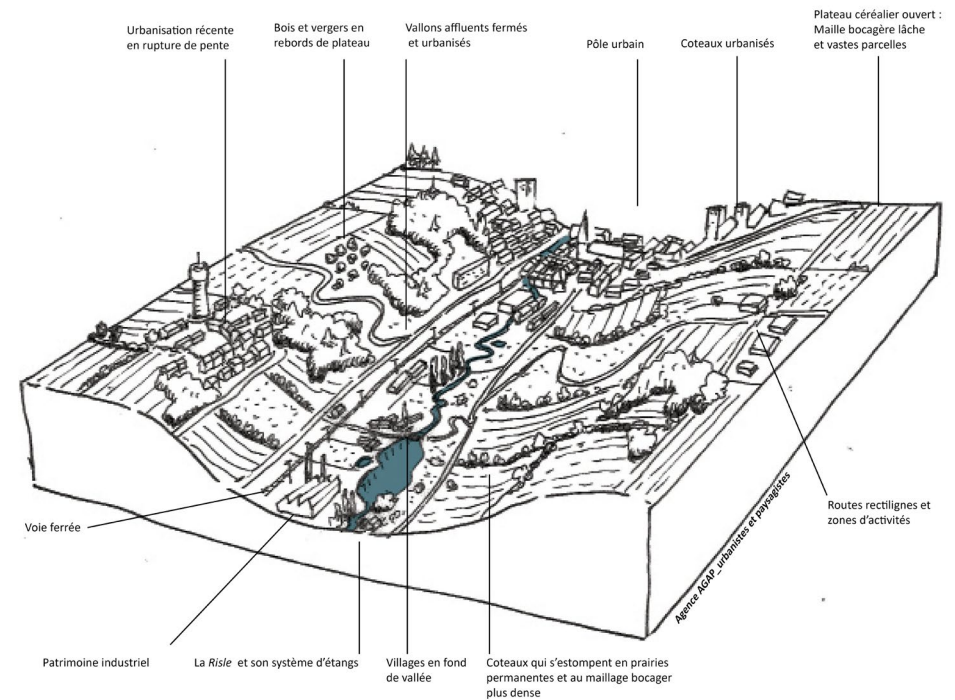 Plateau céréalier ouvert :
Maille bocagère lâche
et vastes parcelles
Urbanisation récente
en rupture de pente
Bois et vergers en
rebords de plateau
Vallons affluents fermés
et urbanisés
Pôle urbain
Coteaux urbanisés
Voie ferrée
Routes rectilignes et
zones d'activités
Agence AGAP_urbanistes et paysagistes
Patrimoine industriel
La Risle et son système d'étangs
Villages en fond
de vallée
Coteaux qui s'estompent en prairies
permanentes et au maillage bocager
plus dense